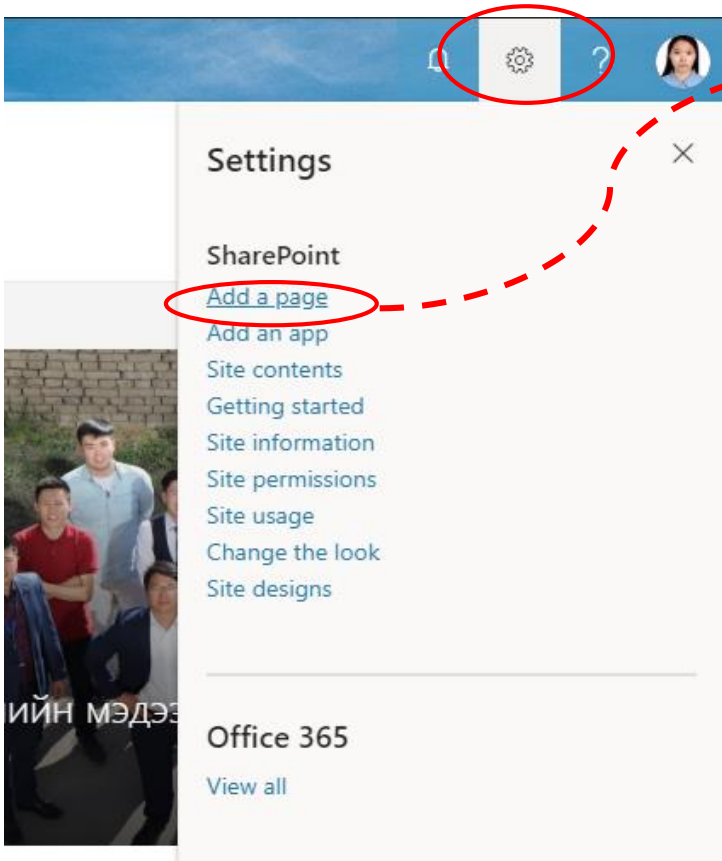 ?
Settings
SharePoint
Add a page
Add an app
Site contents
Getting started
Site information
Site permissions
Site usage
Change the look
Site designs
ийн мэдээ
Office 365
View all